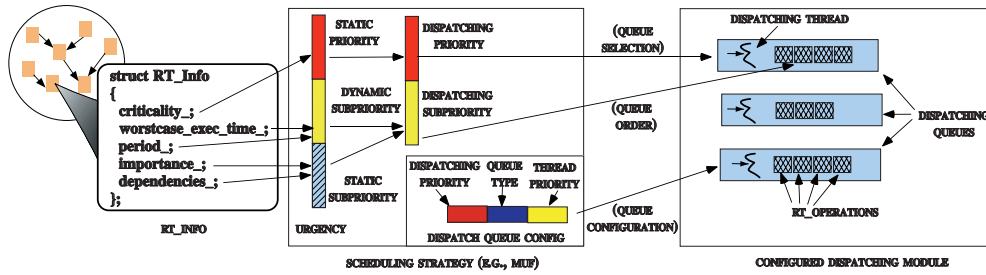 struct RT_Info
{
criticality_;
worstcase_exec_time_;
period_;
importance_;
dependencies_;
};
RT_INFO
STATIC
PRIORITY
DYNAMIC
SUBPRIORITY
STATIC
SUBPRIORITY
URGENCY
DISPATCHING
PRIORITY
DISPATCHING
SUBPRIORITY
DISPATCHING
PRIORITY
QUEUE
TYPE
THREAD
PRIORITY
DISPATCH QUEUE CONFIG
SCHEDULING STRATEGY (E.G., MUF)
(QUEUE
SELECTION)
(QUEUE
ORDER)
(QUEUE
CONFIGURATION)
DISPATCHING THREAD
DISPATCHING
QUEUES
RT_OPERATIONS
CONFIGURED DISPATCHING MODULE